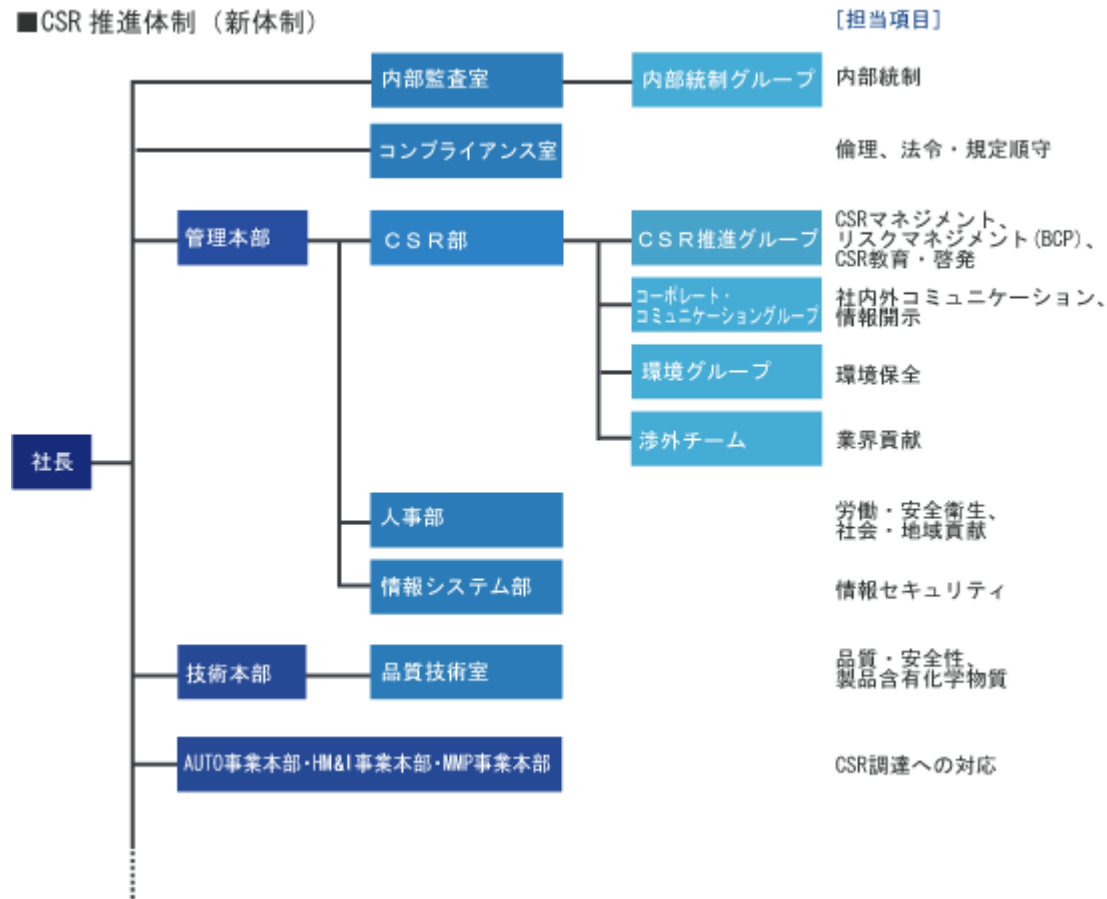 ■CSR 推進体制（新体制）
[担当項目]
内部監査室
内部統制グループ
内部統制
コンプライアンス室
倫理、法令・規定順守
管理本部
ＣＳＲ部
ＣＳＲ推進グループ
CSRマネジメント、
リスクマネジメント(BCP)、
CSR教育・啓発
コーポレート・
コミュニケーショングループ
社内外コミュニケーション、
情報開示
環境グループ
環境保全
渉外チーム
業界貢献
社長
人事部
労働・安全衛生、
社会・地域貢献
情報システム部
情報セキュリティ
技術本部
品質技術室
品質・安全性、
製品含有化学物質
AUTO事業本部・HM&I事業本部・MMP事業本部
CSR調達への対応